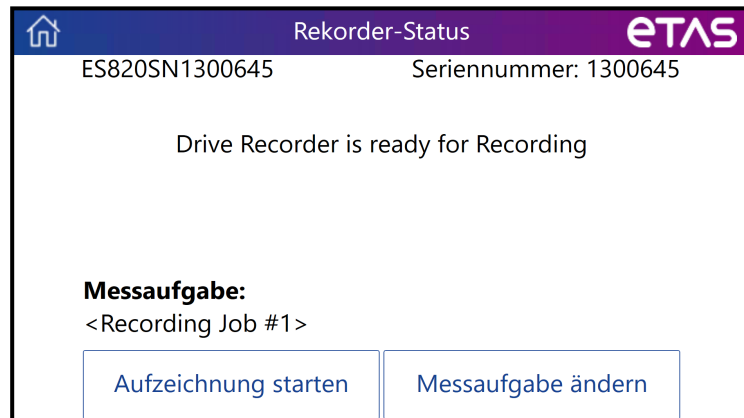 Rekorder-Status
eTAS
ES820SN1300645
Seriennummer: 1300645
Drive Recorder is ready for Recording
Messaufgabe:
<Recording Job #1>
Aufzeichnung starten
Messaufgabe ändern